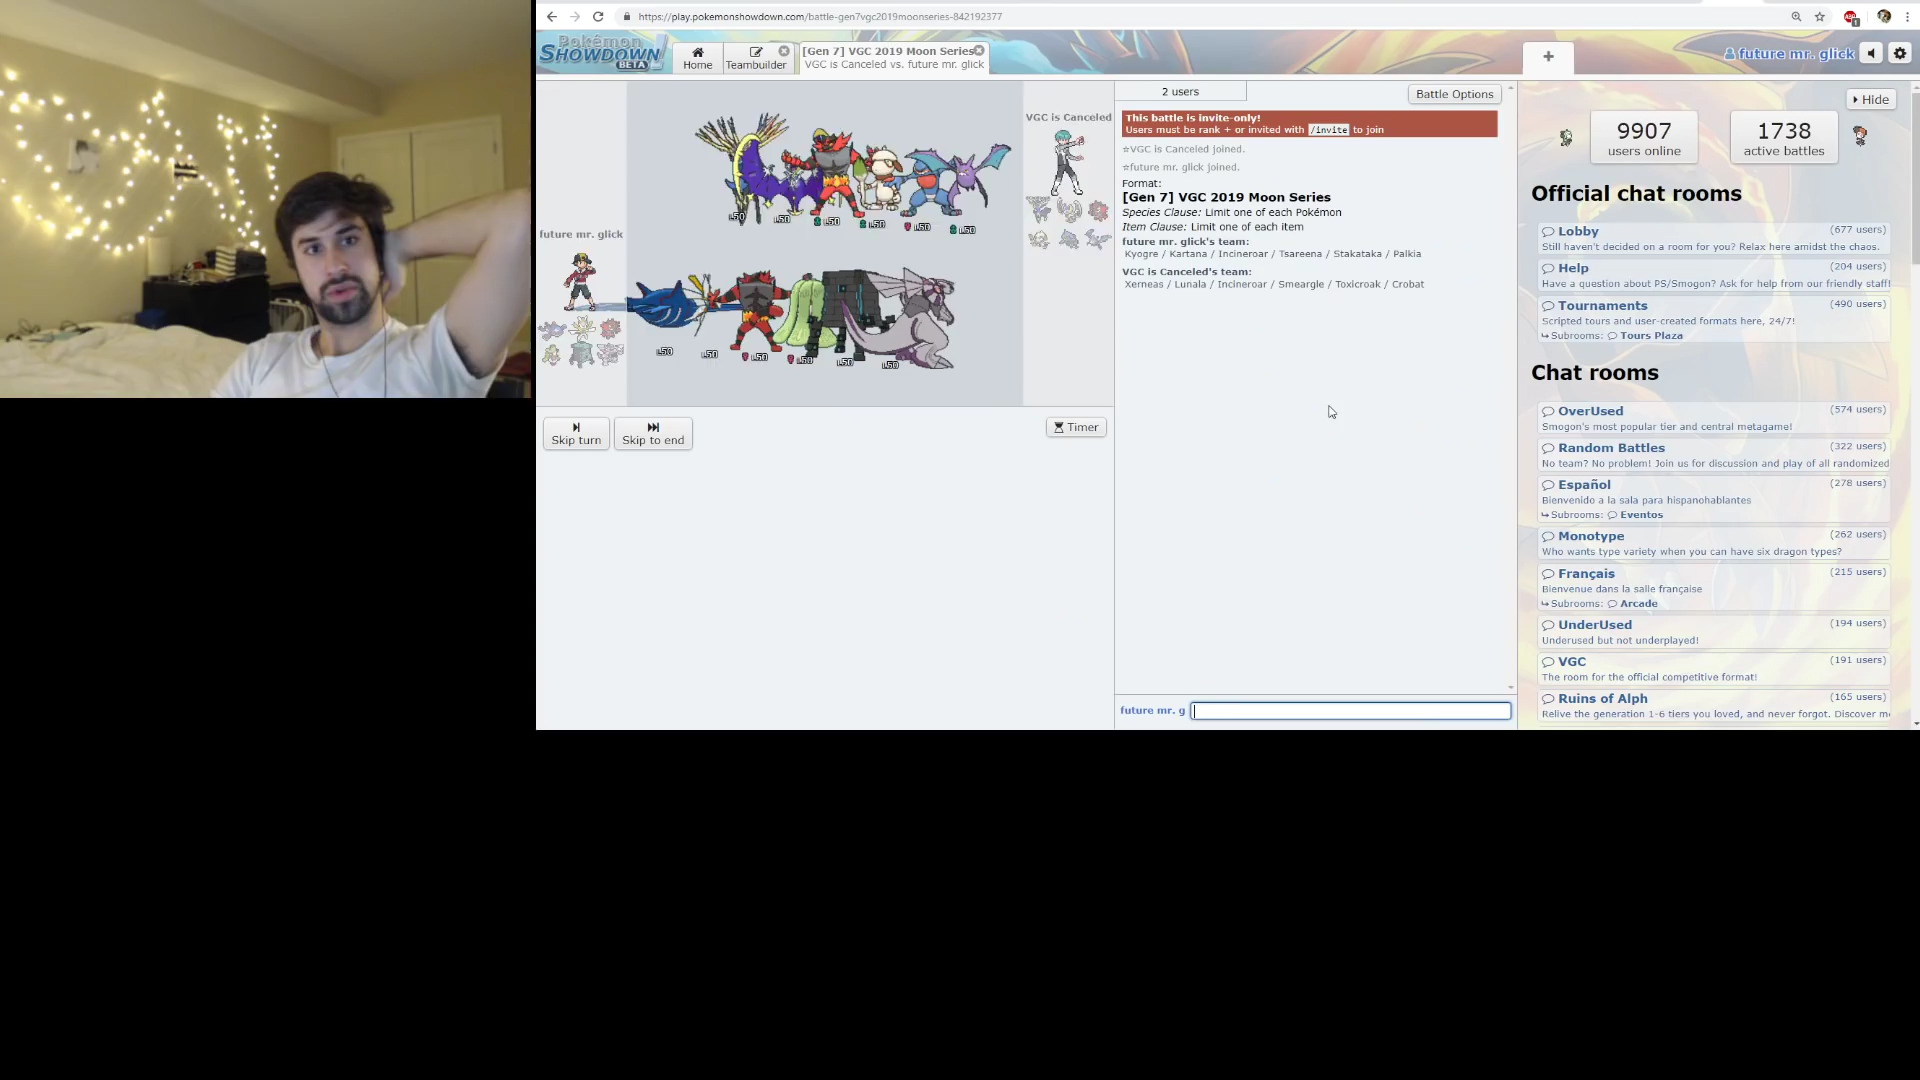 https://play.pokemonshowdown.com/battle-gen7vgc2019moonseries-842192377
Pokémon
SHOWDOWN
BETA
Home
Teambuilder
[Gen 7] VGC 2019 Moon Series
VGC is Canceled vs. future mr. glick
+
future mr. glick
VGC is Canceled
L50
L50
L50
L50
L50
L50
future mr. glick
L50
L50
L50
L50
L50
L50
Skip turn
Skip to end
Timer
2 users
Battle Options
This battle is invite-only!
Users must be rank + or invited with /invite to join
☆VGC is Canceled joined.
☆future mr. glick joined.
Format:
[Gen 7] VGC 2019 Moon Series
Species Clause: Limit one of each Pokémon
Item Clause: Limit one of each item
future mr. glick's team:
Kyogre / Kartana / Incineroar / Tsareena / Stakataka / Palkia
VGC is Canceled's team:
Xerneas / Lunala / Incineroar / Smeargle / Toxicroak / Crobat
future mr. g
Hide
9907
users online
1738
active battles
Official chat rooms
Lobby (677 users)
Still haven't decided on a room for you? Relax here amidst the chaos.
Help (204 users)
Have a question about PS/Smogon? Ask for help from our friendly staff!
Tournaments (490 users)
Scripted tours and user-created formats here, 24/7!
↳Subrooms: Tours Plaza
Chat rooms
OverUsed (574 users)
Smogon's most popular tier and central metagame!
Random Battles (322 users)
No team? No problem! Join us for discussion and play of all randomized
Español (278 users)
Bienvenido a la sala para hispanohablantes
↳Subrooms: Eventos
Monotype (262 users)
Who wants type variety when you can have six dragon types?
Français (215 users)
Bienvenue dans la salle française
↳Subrooms: Arcade
UnderUsed (194 users)
Underused but not underplayed!
VGC (191 users)
The room for the official competitive format!
Ruins of Alph (165 users)
Relive the generation 1-6 tiers you loved, and never forgot. Discover m